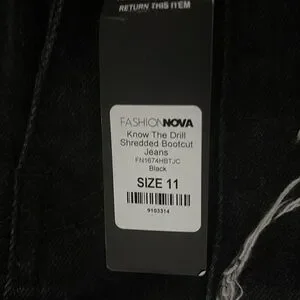 RETURN THIS ITEM
FASHIONNOVA
Know The Drill
Shredded Bootcut
Jeans
FN1674HBTJC
Black
SIZE 11
9103314